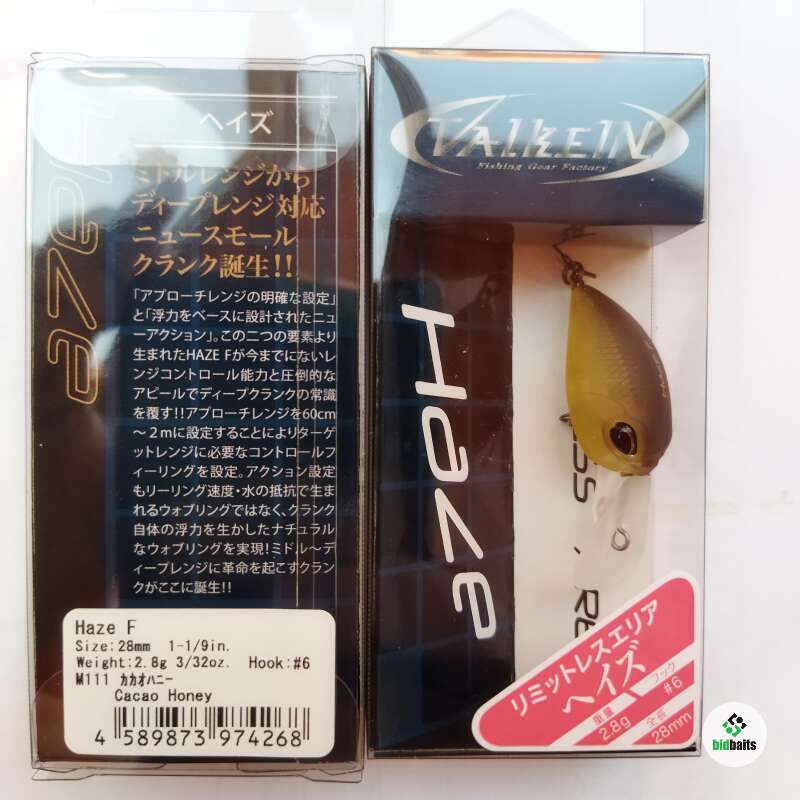 ヘイズ
ミドルレンジから
ディープレンジ対応
ニュースモール
クランク誕生!!
「アプローチレンジの明確な設定」
と「浮力をベースに設計されたニュ
ーアクション」。この二つの要素より
生まれたHAZE Fが今までにないレ
ンジコントロール能力と圧倒的な
アピールでディープクランクの常識
を覆す!!アプローチレンジを60cm
〜2mに設定することによりターゲ
ットレンジに必要なコントロールフ
ィーリングを設定。アクション設定
もリーリング速度・水の抵抗で生ま
れるウォブリングではなく、クランク
自体の浮力を生かしたナチュラル
なウォブリングを実現!ミドル〜デ
ィープレンジに革命を起こすクラン
クがここに誕生!!
Haze
Haze F
Size:28mm 1-1/9in.
Weight:2.8g 3/32oz. Hook:#6
M111 カカオハニー
Cacao Honey
4 589873 974268
VALKEIN
Fishing Gear Factory
Haze
リミットレスエリア
ヘイズ
重量
2.8g
フック
#6
全長
28mm
bidbaits